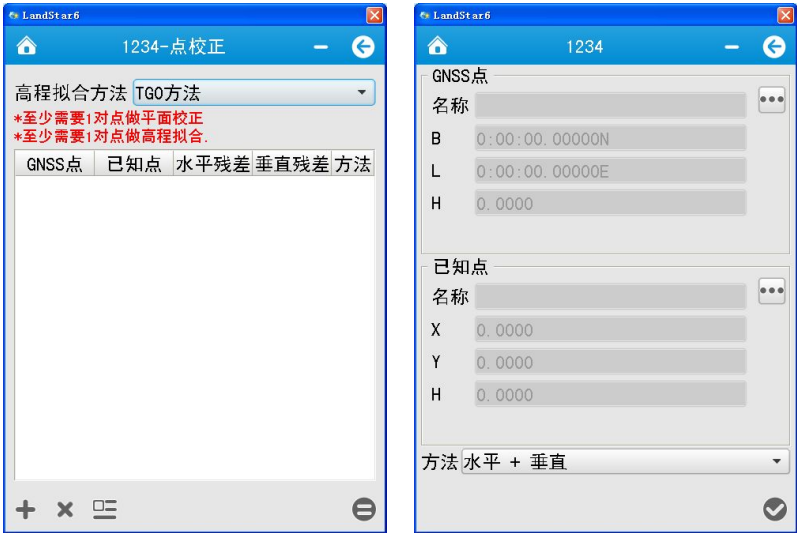 LandStar6
1234-点校正
高程拟合方法 TGO方法
*至少需要1对点做平面校正
*至少需要1对点做高程拟合.
GNSS点 已知点 水平残差 垂直残差 方法
LandStar6
1234
GNSS点
名称
B 0:00:00.00000N
L 0:00:00.00000E
H 0.0000
已知点
名称
X 0.0000
Y 0.0000
H 0.0000
方法 水平 + 垂直